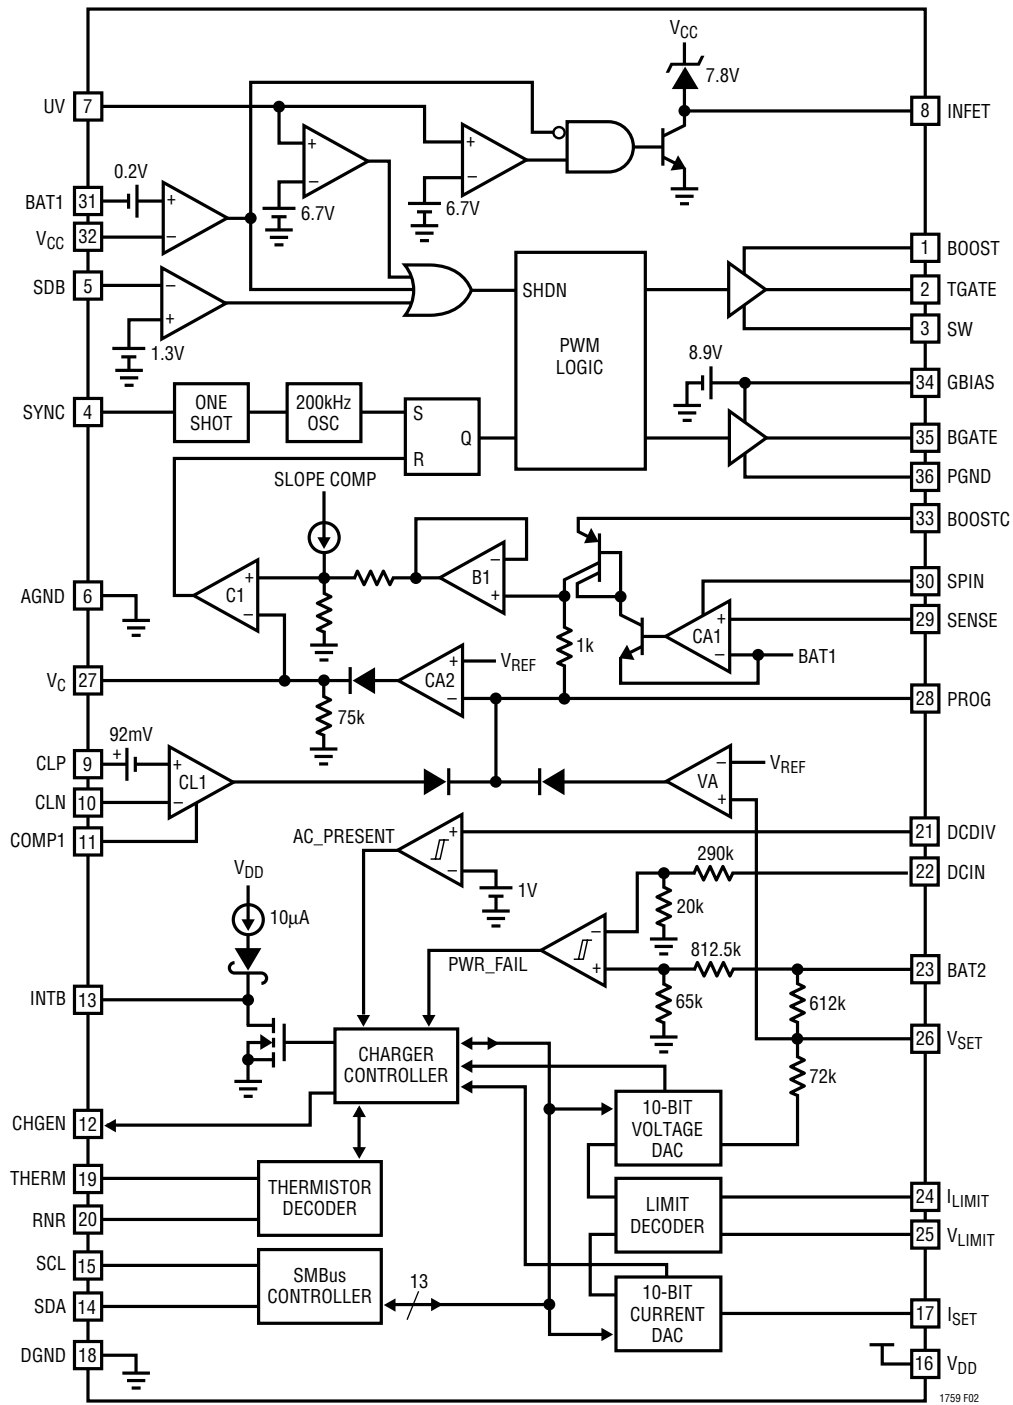 VCC
7.8V
UV 7
8 INFET
+
+
−
−
0.2V
BAT1 31
+
6.7V
6.7V
VCC 32
−
1 BOOST
SDB 5
−
SHDN
2 TGATE
+
3 SW
1.3V
PWM
LOGIC
8.9V
34 GBIAS
SYNC 4
ONE
SHOT
200kHz
OSC
S
Q
R
35 BGATE
36 PGND
SLOPE COMP
33 BOOSTC
−
B1
+
30 SPIN
+
C1
−
AGND 6
29 SENSE
+
CA1
−
BAT1
1k
VC 27
+
CA2
−
VREF
28 PROG
75k
92mV
CLP 9
+
+
CL1
−
−
VA
+
VREF
CLN 10
COMP1 11
AC_PRESENT
+
−
21 DCDIV
VDD
1V
290k
22 DCIN
10µA
20k
−
+
PWR_FAIL
812.5k
23 BAT2
INTB 13
65k
612k
26 VSET
CHARGER
CONTROLLER
72k
CHGEN 12
10-BIT
VOLTAGE
DAC
THERM 19
THERMISTOR
DECODER
RNR 20
LIMIT
DECODER
24 ILIMIT
25 VLIMIT
SCL 15
SMBus
CONTROLLER
13
SDA 14
10-BIT
CURRENT
DAC
17 ISET
DGND 18
16 VDD
1759 F02